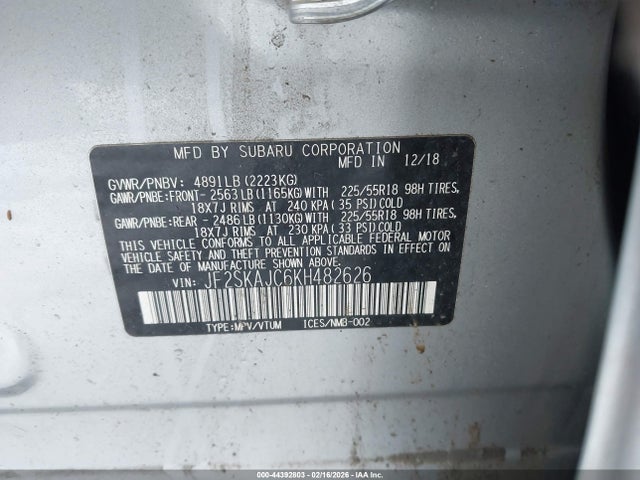 MFD BY SUBARU CORPORATION
MFD IN 12/18
GVWR/PNBV: 4891LB (2223KG)
GAWR/PNBE:FRONT- 2563LB (1165KG) WITH 225/55R18 98H TIRES.
18X7J RIMS AT 240 KPA (35 PSI)COLD
GAWR/PNBE:REAR - 2486LB (1130KG) WITH 225/55R18 98H TIRES.
18X7J RIMS AT 230 KPA (33 PSI)COLD
THIS VEHICLE CONFORMS TO ALL APPLICABLE FEDERAL MOTOR
VEHICLE SAFETY AND THEFT PREVENTION STANDARDS IN EFFECT
ON THE DATE OF MANUFACTURE SHOWN ABOVE.
VIN: JF2SKAJC6KH482626
TYPE:MPV/VTUM ICES/NMB-002
000-44392803 - 02/16/2026 - IAAI.COM